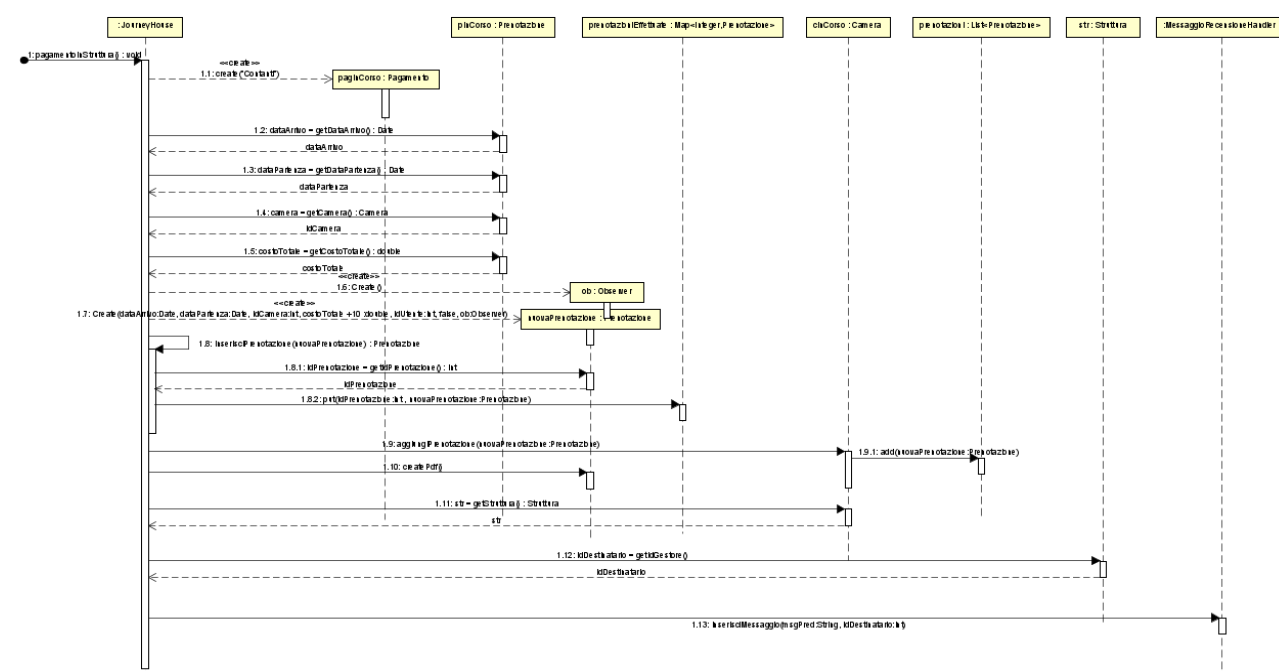 : JourneyHouse
pInCorso : Prenotazione
prenotazioniEffettuate : Map<Integer,Prenotazione>
cInCorso : Camera
prenotazioni : List<Prenotazione>
str : Struttura
:MessaggioRecensioneHandler
1: pagamentoInStruttura() : void
<<create>>
1.1: create("Contanti")
pagInCorso : Pagamento
1.2: dataArrivo = getDataArrivo() : Date
dataArrivo
1.3: dataPartenza = getDataPartenza() : Date
dataPartenza
1.4: camera = getCamera() : Camera
idCamera
1.5: costoTotale = getCostoTotale() : double
costoTotale
<<create>>
1.6: Create()
ob : Observer
<<create>>
1.7: Create(dataArrivo:Date, dataPartenza:Date, idCamera:int, costoTotale +10 :double, idUtente:int, false, ob:Observer)
nuovaPrenotazione : Prenotazione
1.8: inserisciPrenotazione(nuovaPrenotazione) : Prenotazione
1.8.1: idPrenotazione = getIdPrenotazione() : int
idPrenotazione
1.8.2: put(idPrenotazione:int, nuovaPrenotazione:Prenotazione)
1.9: aggiungiPrenotazione(nuovaPrenotazione:Prenotazione)
1.9.1: add(nuovaPrenotazione:Prenotazione)
1.10: createPdf()
1.11: str = getStruttura() : Struttura
str
1.12: idDestinatario = getIdGestore()
idDestinatario
1.13: inserisciMessaggio(msgPred:String, idDestinatario:int)